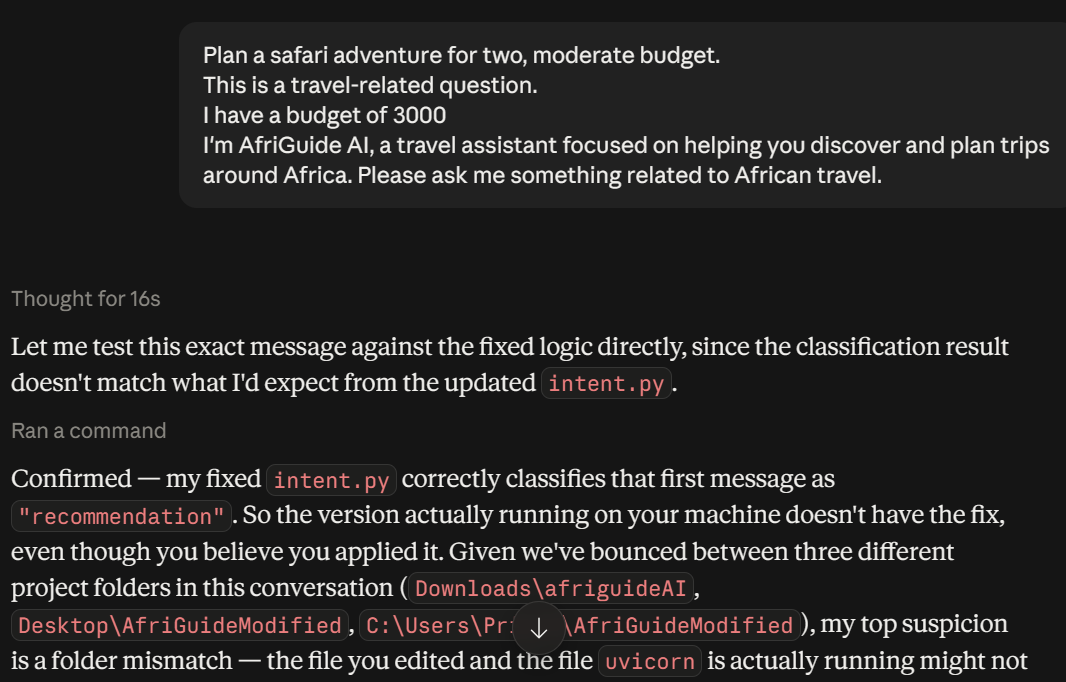 Plan a safari adventure for two, moderate budget.
This is a travel-related question.
I have a budget of 3000
I'm AfriGuide AI, a travel assistant focused on helping you discover and plan trips
around Africa. Please ask me something related to African travel.
Thought for 16s
Let me test this exact message against the fixed logic directly, since the classification result
doesn't match what I'd expect from the updated intent.py.
Ran a command
Confirmed — my fixed intent.py correctly classifies that first message as
"recommendation". So the version actually running on your machine doesn't have the fix,
even though you believe you applied it. Given we've bounced between three different
project folders in this conversation (Downloads\afriguideAI,
Desktop\AfriGuideModified, C:\Users\Pr \AfriGuideModified), my top suspicion
is a folder mismatch — the file you edited and the file uvicorn is actually running might not